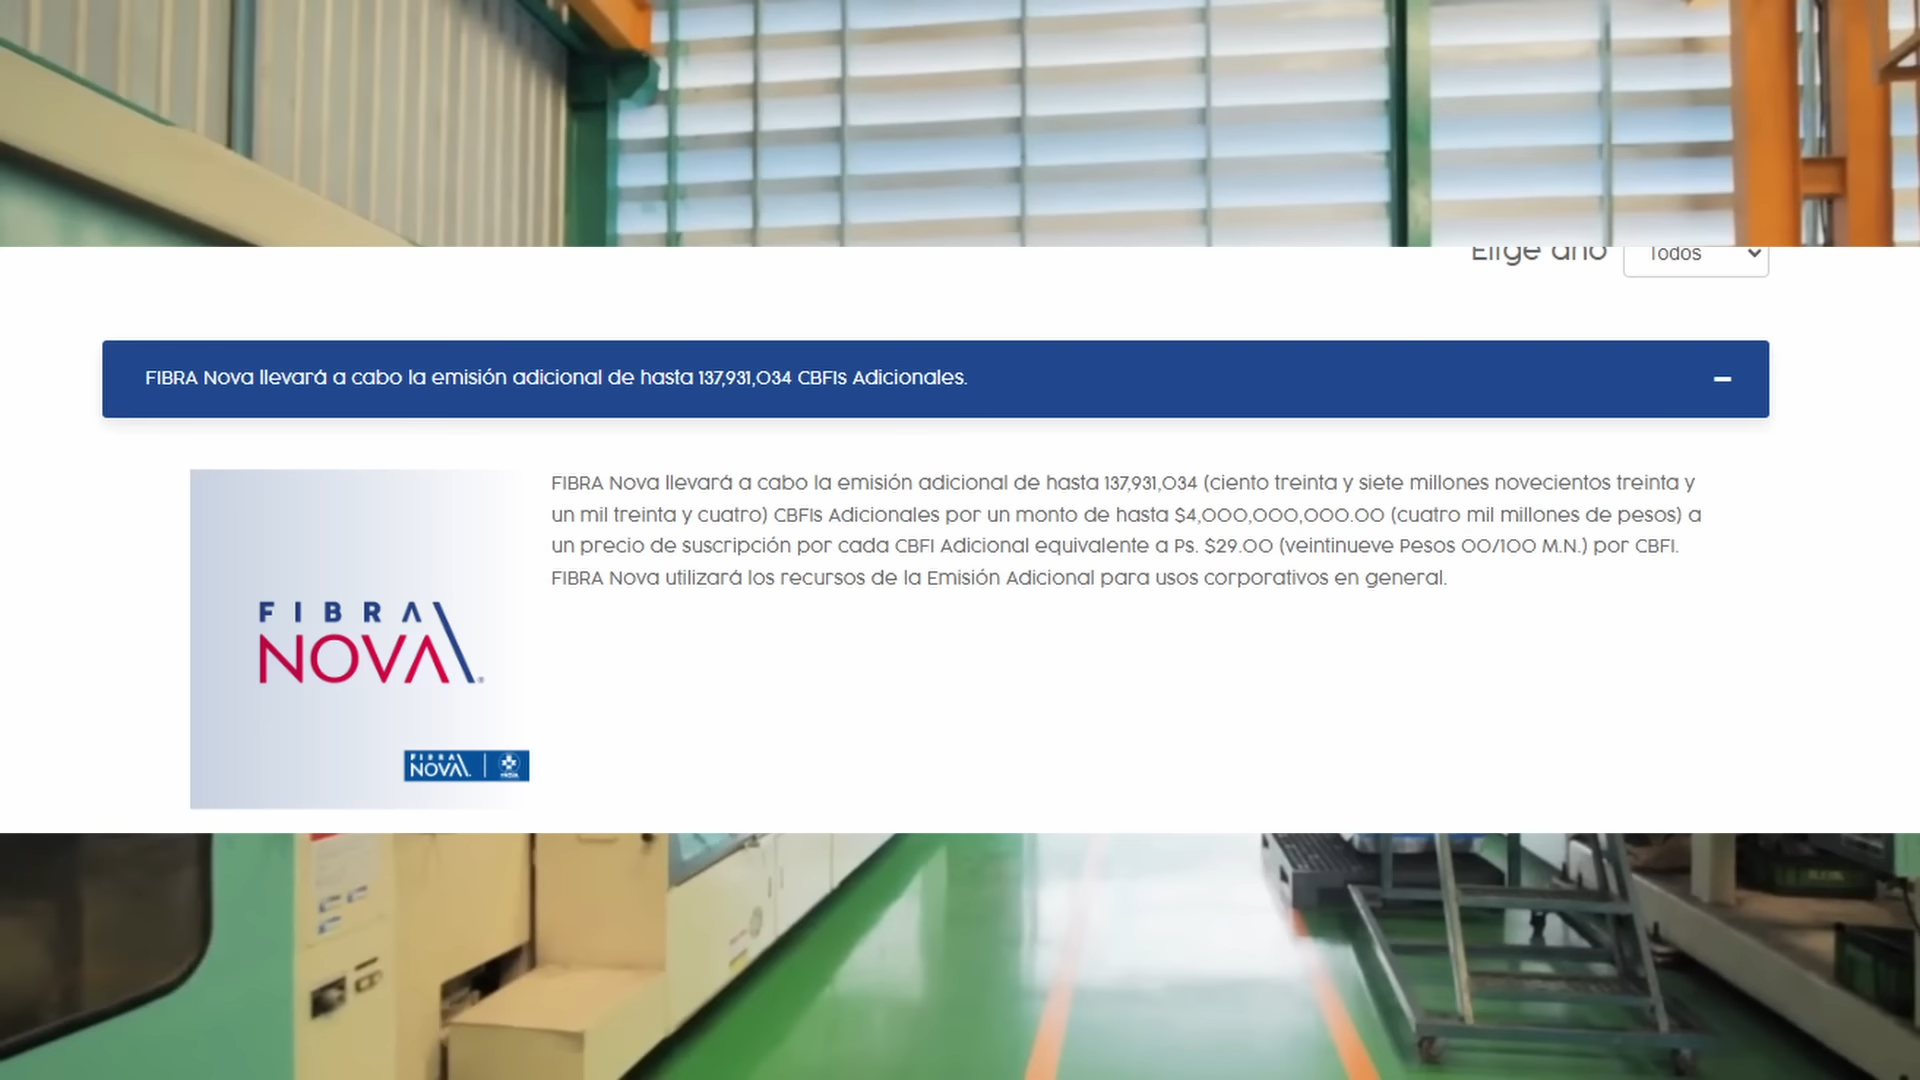 Elige año Todos
FIBRA Nova llevará a cabo la emisión adicional de hasta 137,931,034 CBFIs Adicionales.
FIBRA Nova llevará a cabo la emisión adicional de hasta 137,931,034 (ciento treinta y siete millones novecientos treinta y
un mil treinta y cuatro) CBFIs Adicionales por un monto de hasta $4,000,000,000.00 (cuatro mil millones de pesos) a
un precio de suscripción por cada CBFI Adicional equivalente a Ps. $29.00 (veintinueve Pesos 00/100 M.N.) por CBFI.
FIBRA Nova utilizará los recursos de la Emisión Adicional para usos corporativos en general.
FIBRA
NOVA
FIBRA
NOVA